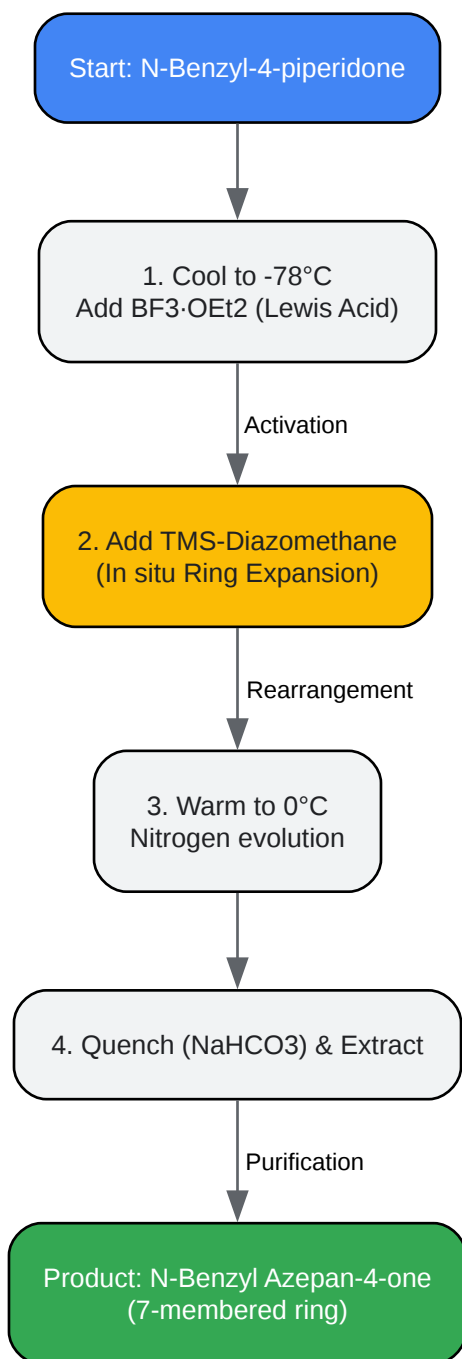 Start: N-Benzyl-4-piperidone
1. Cool to -78°C
Add BF3·OEt2 (Lewis Acid)
Activation
2. Add TMS-Diazomethane
(In situ Ring Expansion)
Rearrangement
3. Warm to 0°C
Nitrogen evolution
4. Quench (NaHCO3) & Extract
Purification
Product: N-Benzyl Azepan-4-one
(7-membered ring)